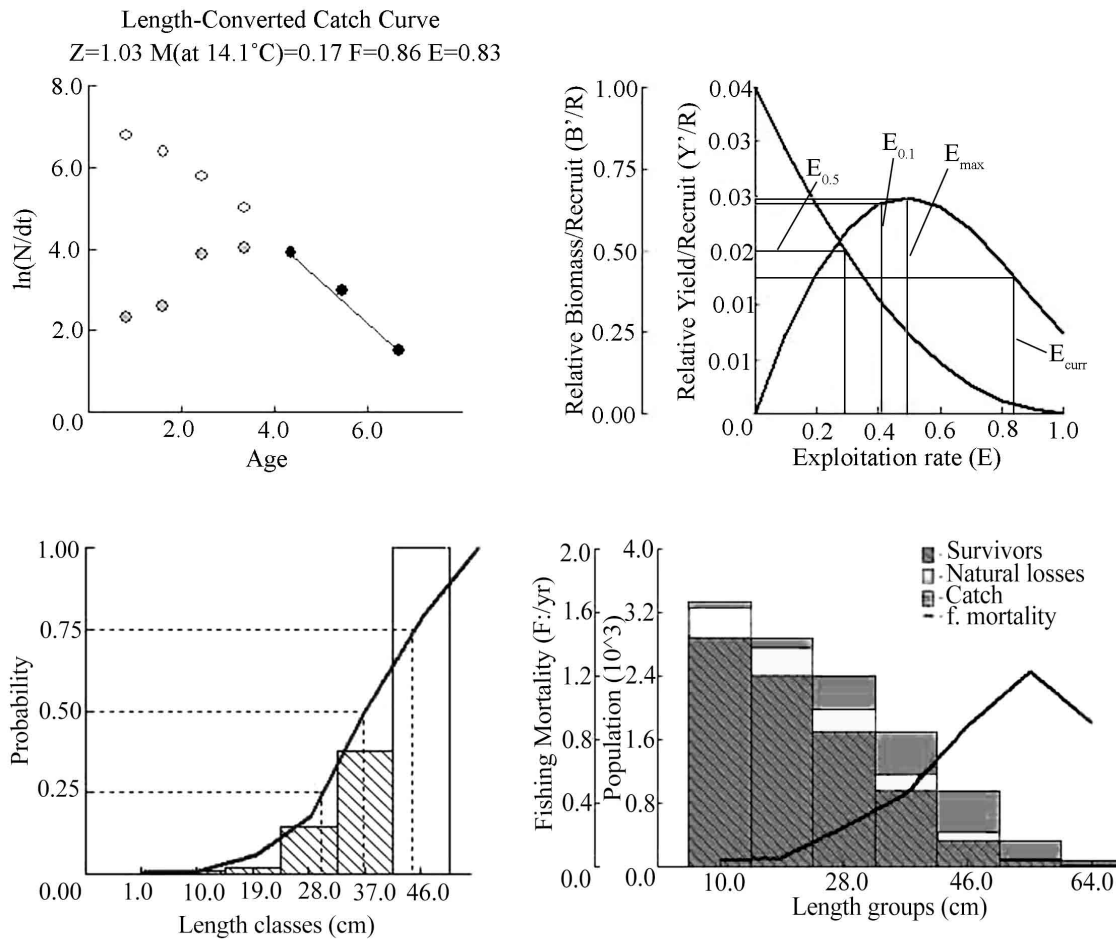 Length-Converted Catch Curve
Z=1.03 M(at 14.1°C)=0.17 F=0.86 E=0.83
ln(N/dt)
8.0
6.0
4.0
2.0
0.0
2.0 4.0 6.0
Age
Relative Biomass/Recruit (B'/R)
1.00
0.75
0.50
0.25
0.00
Relative Yield/Recruit (Y'/R)
0.04
0.03
0.03
0.02
0.01
0.01
0.0
E0.5
E0.1
Emax
Ecurr
0.2 0.4 0.6 0.8 1.0
Exploitation rate (E)
Probability
1.00
0.75
0.50
0.25
0.00
1.0 10.0 19.0 28.0 37.0 46.0
Length classes (cm)
Fishing Mortality (F:/yr)
2.0
1.6
1.2
0.8
0.4
0.0
Population (10^3)
4.0
3.2
2.4
1.6
0.8
0.0
Survivors
Natural losses
Catch
f. mortality
10.0 28.0 46.0 64.0
Length groups (cm)